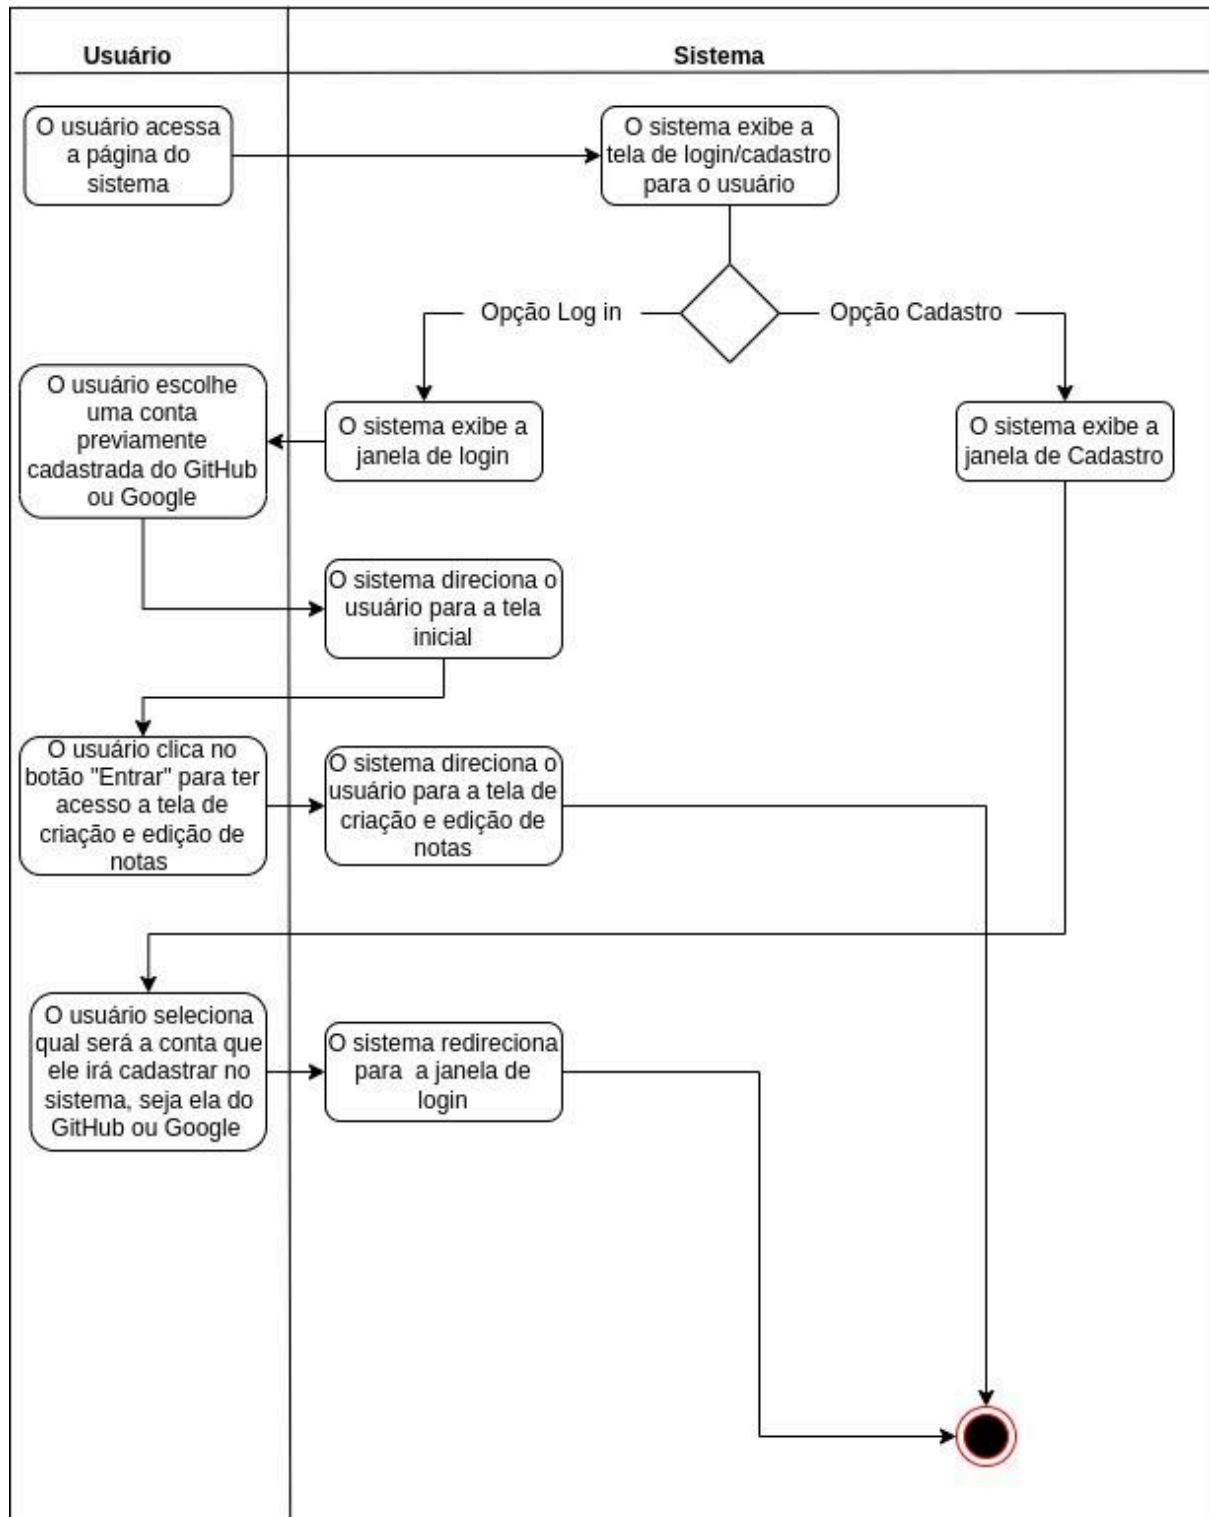 Usuário
Sistema
O usuário acessa
a página do
sistema
O sistema exibe a
tela de login/cadastro
para o usuário
Opção Log in
Opção Cadastro
O usuário escolhe
uma conta
previamente
cadastrada do GitHub
ou Google
O sistema exibe a
janela de login
O sistema exibe a
janela de Cadastro
O sistema direciona o
usuário para a tela
inicial
O usuário clica no
botão "Entrar" para ter
acesso a tela de
criação e edição de
notas
O sistema direciona o
usuário para a tela de
criação e edição de
notas
O usuário seleciona
qual será a conta que
ele irá cadastrar no
sistema, seja ela do
GitHub ou Google
O sistema redireciona
para a janela de
login